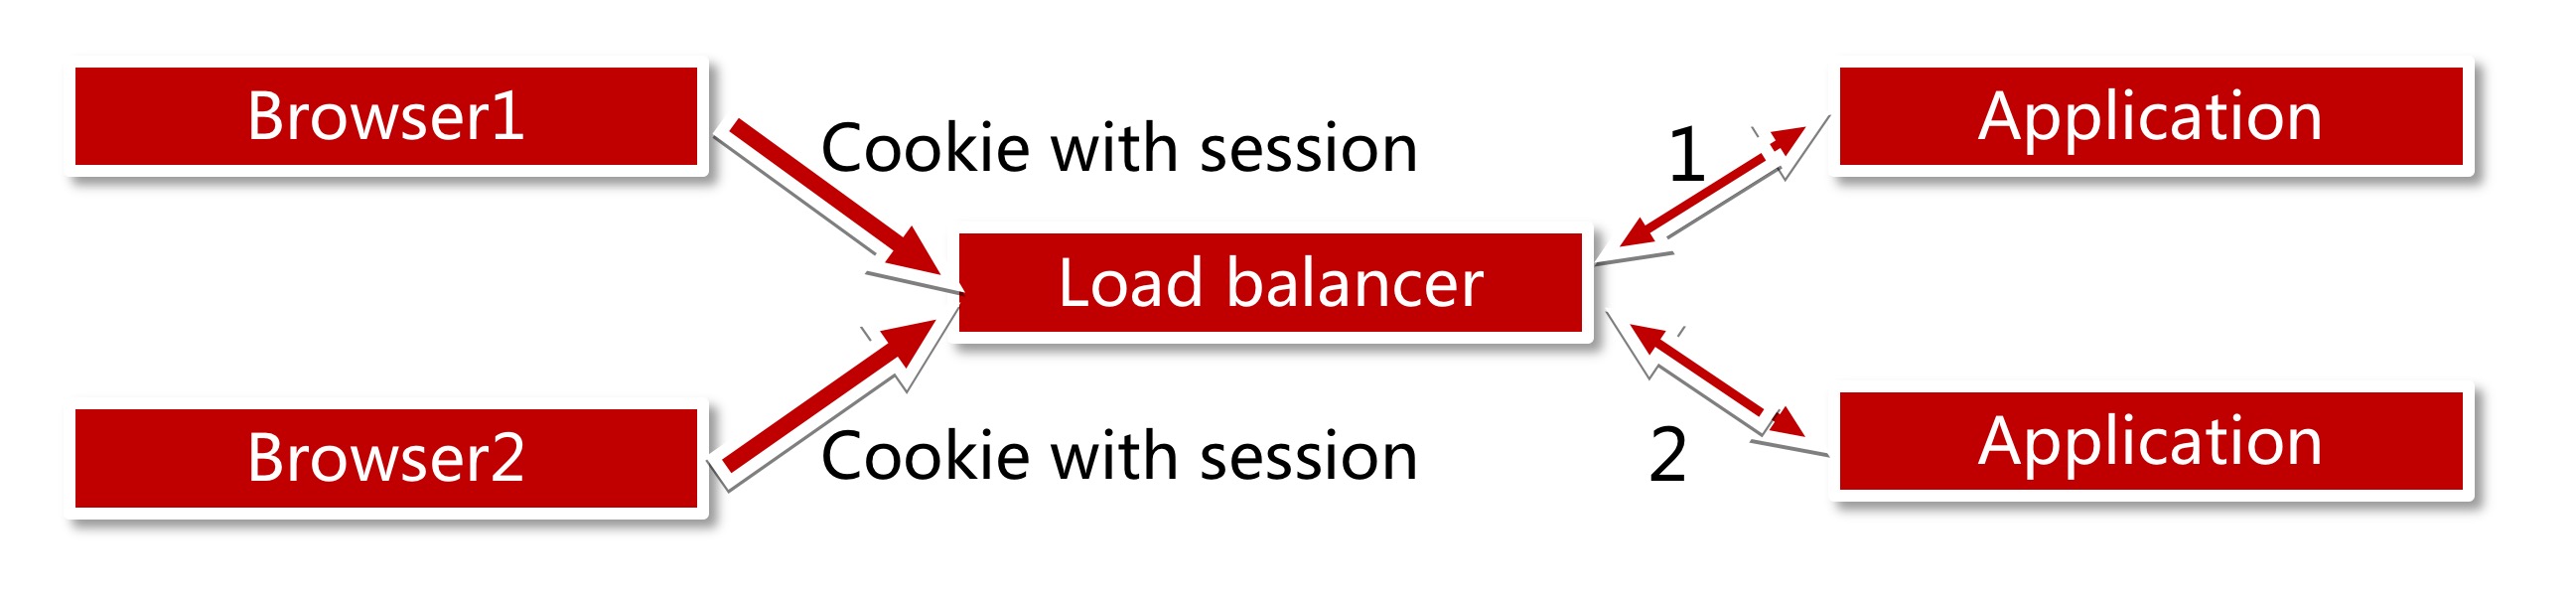 Browser1
Cookie with session
1
Application
Load balancer
Browser2
Cookie with session
2
Application